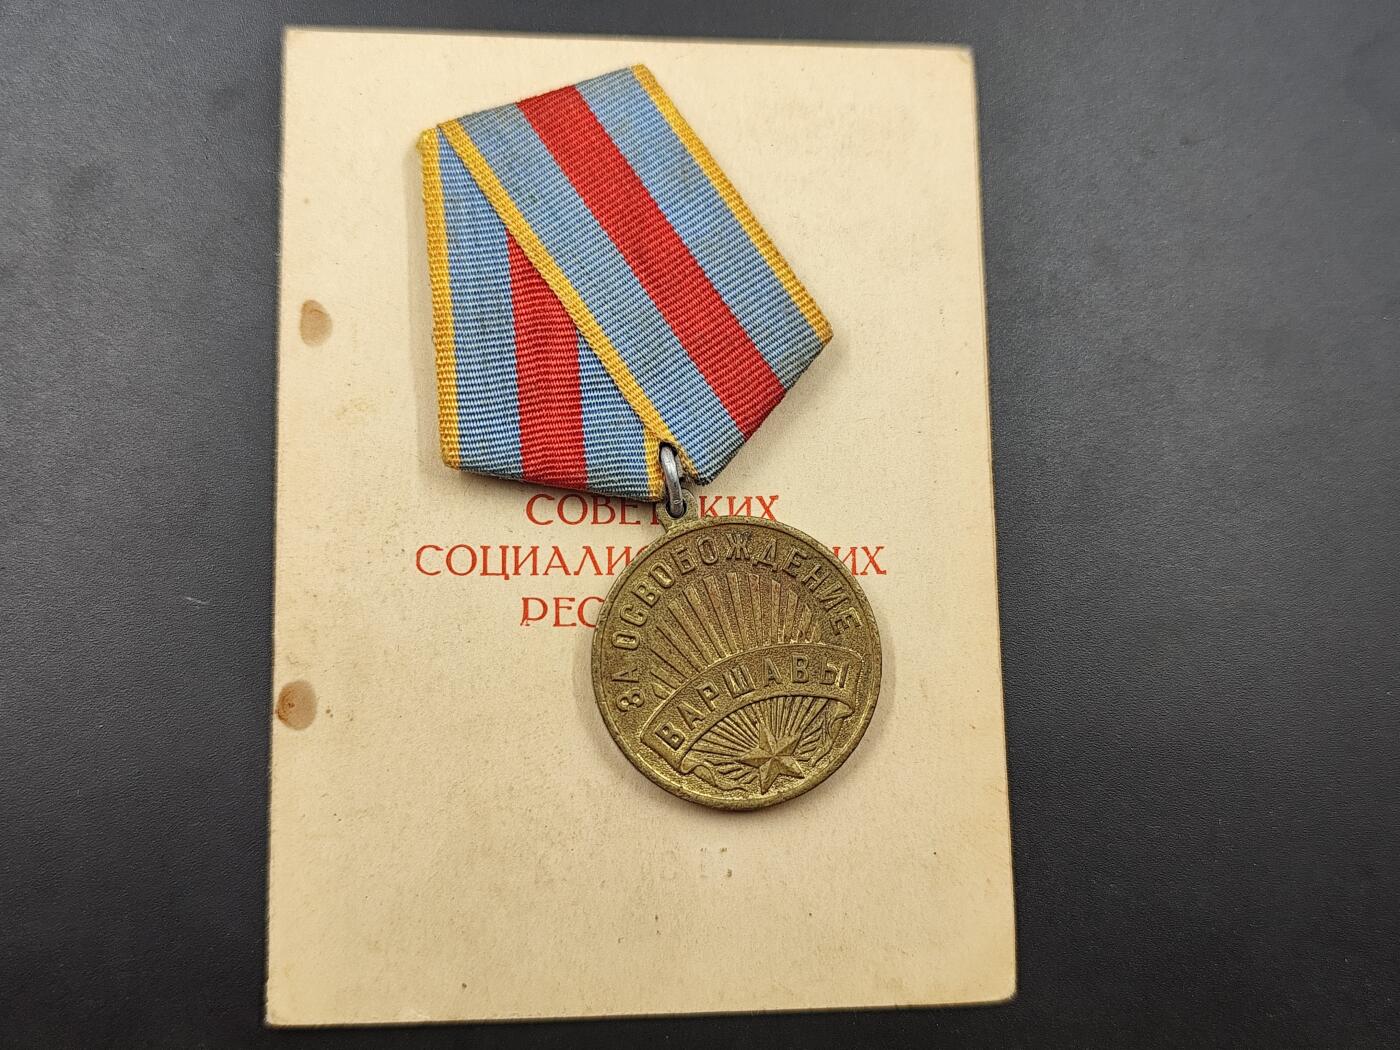 СОВЕТ КИХ
СОЦИАЛИС ИХ
РЕС
ЗА ОСВОБОЖДЕНИЕ
ВАРШАВЫ